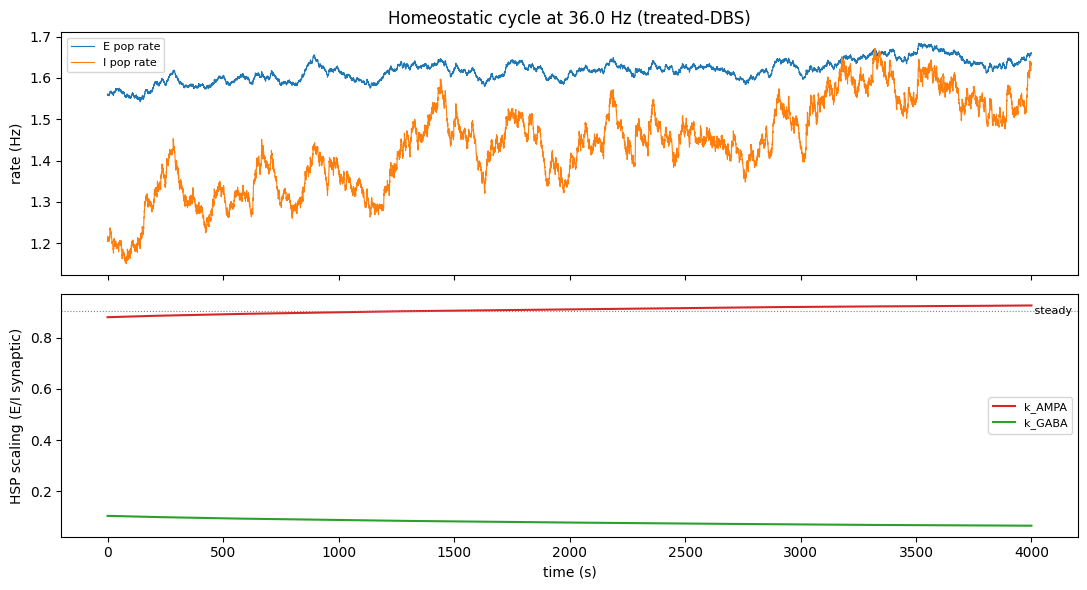 Homeostatic cycle at 36.0 Hz (treated-DBS)
E pop rate
I pop rate
rate (Hz)
1.7
1.6
1.5
1.4
1.3
1.2
HSP scaling (E/I synaptic)
0.8
0.6
0.4
0.2
steady
k_AMPA
k_GABA
0 500 1000 1500 2000 2500 3000 3500 4000
time (s)